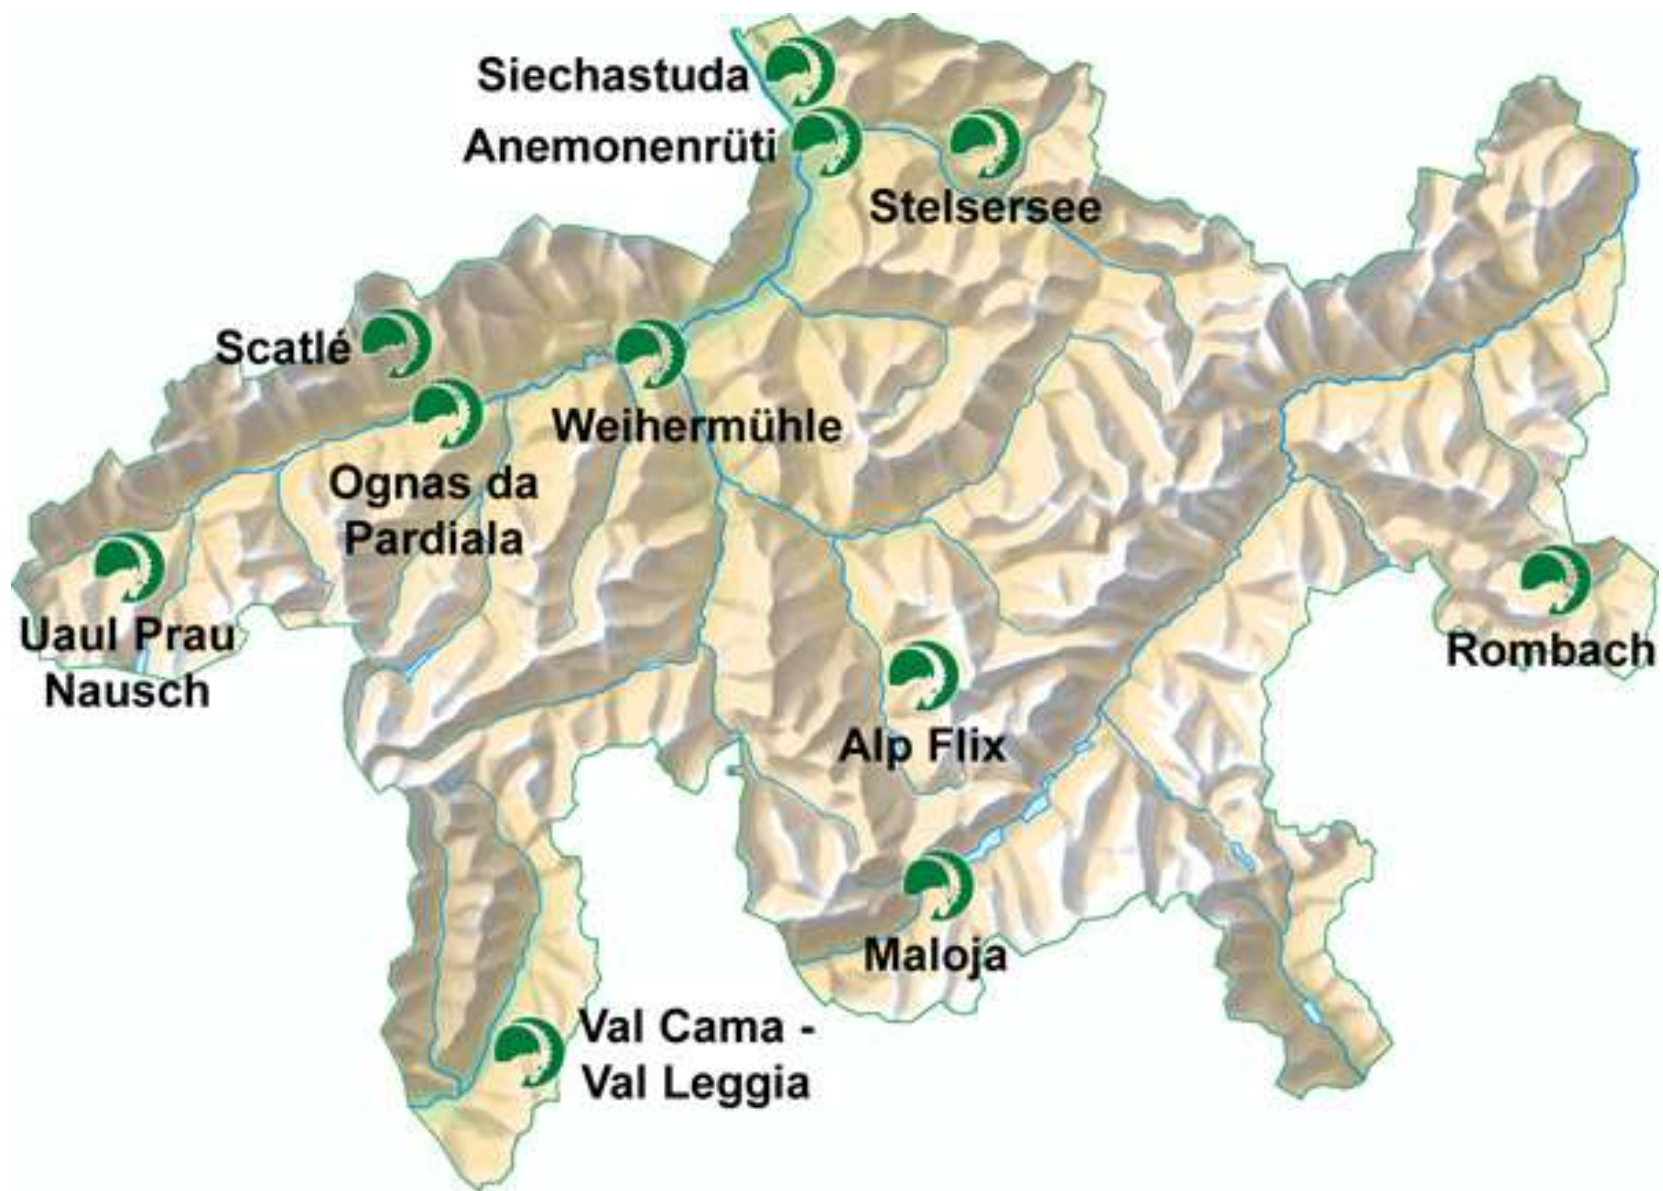 Siechastuda
Anemonenrüti
Stelsersee
Scatlé
Weihermühle
Ognas da
Pardiala
Uaul Prau
Nausch
Rombach
Alp Flix
Maloja
Val Cama -
Val Leggia